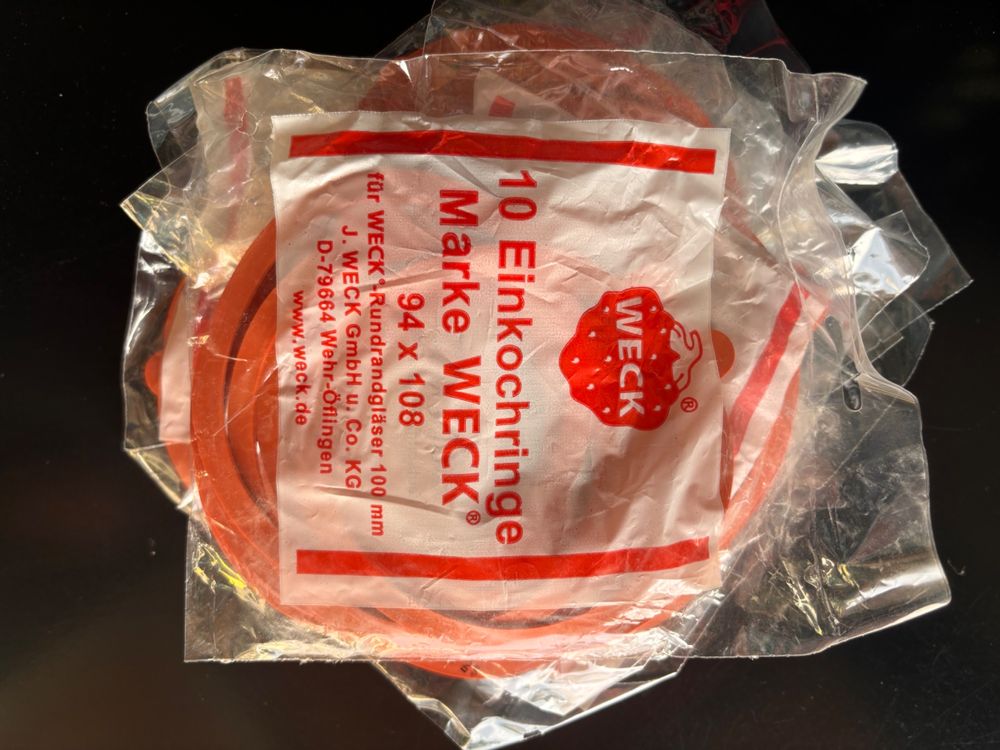 WECK®
10 Einkochringe
Marke WECK®
94 x 108
für WECK®-Rundrandgläser 100 mm
J. WECK GmbH u. Co. KG
D-79664 Wehr-Öflingen
www.weck.de